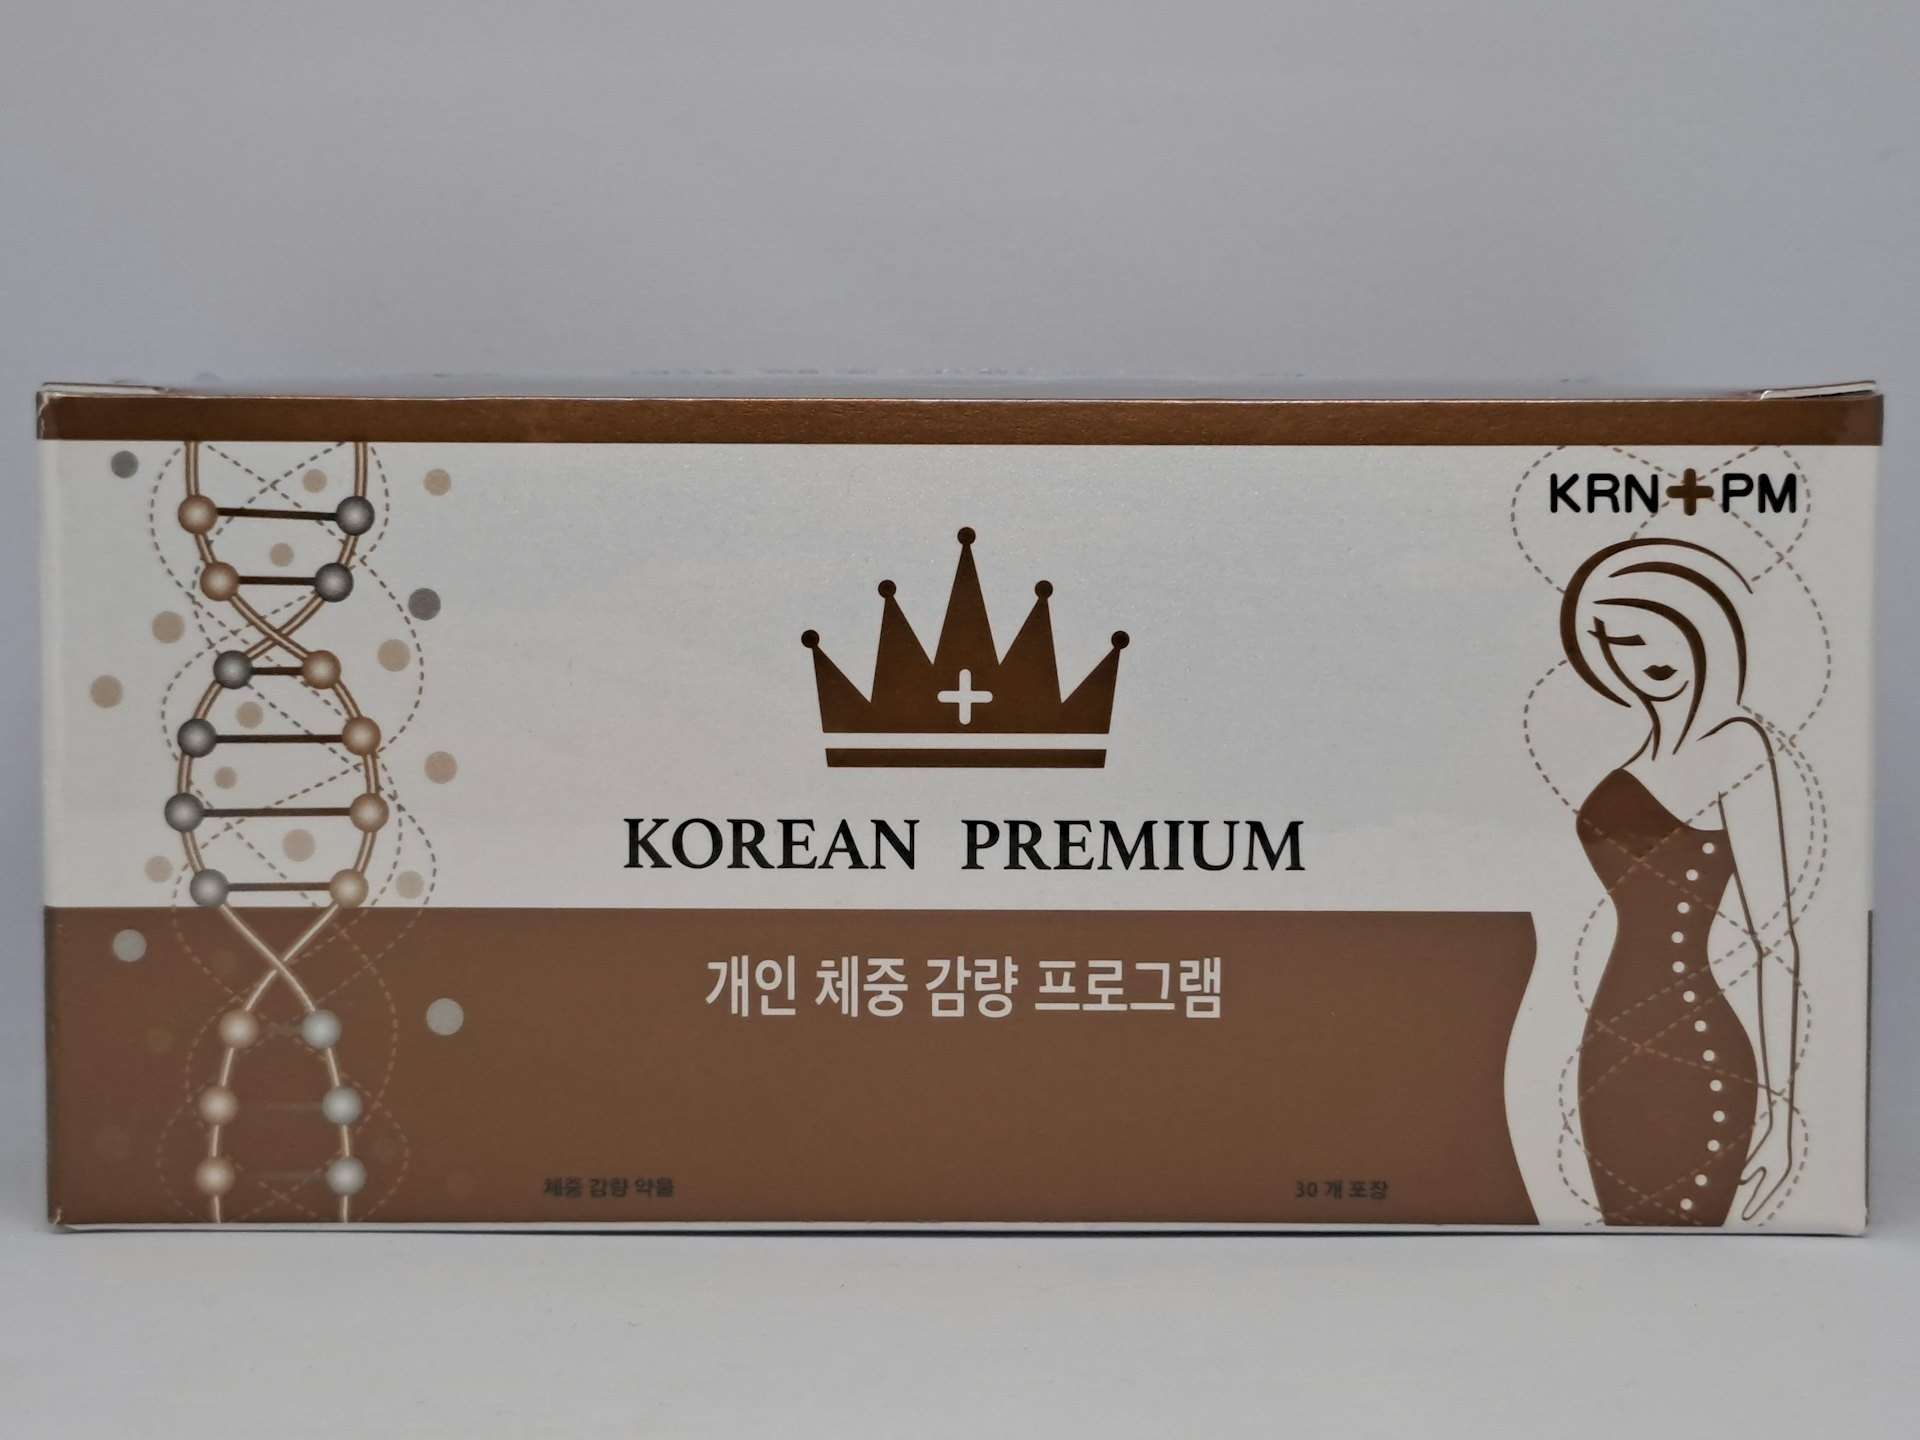 KRN+PM
KOREAN PREMIUM
개인 체중 감량 프로그램
체중 감량 약물
30 개 포장